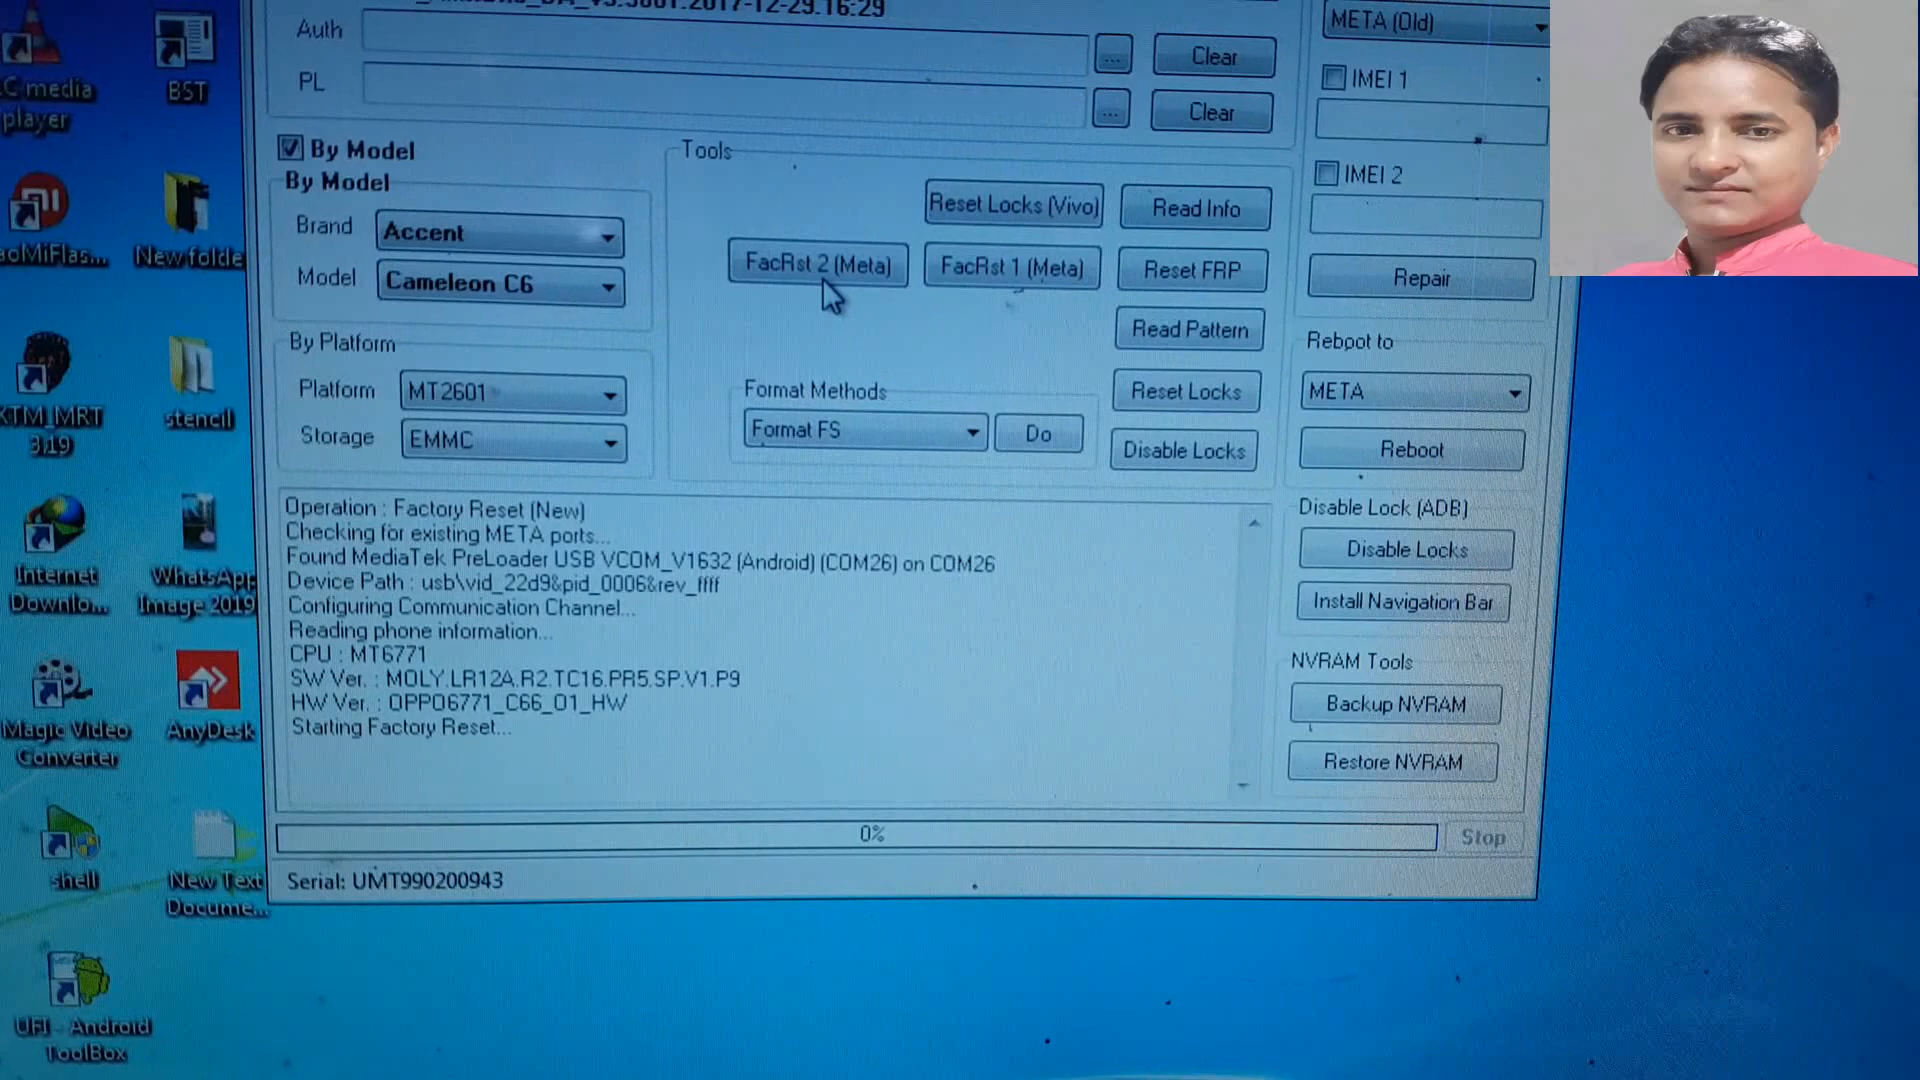 3.5001.2017-12-29.16:29
Auth
...
Clear
PL
...
Clear
META (Old)
IMEI 1
IMEI 2
Repair
By Model
By Model
Brand
Accent
Model
Cameleon C6
By Platform
Platform
MT2601
Storage
EMMC
Tools
Reset Locks (Vivo)
Read Info
FacRst 2 (Meta)
FacRst 1 (Meta)
Reset FRP
Read Pattern
Format Methods
Format FS
Do
Reset Locks
Disable Locks
Reboot to
META
Reboot
Disable Lock (ADB)
Disable Locks
Install Navigation Bar
NVRAM Tools
Backup NVRAM
Restore NVRAM
Operation : Factory Reset (New)
Checking for existing META ports...
Found MediaTek PreLoader USB VCOM_V1632 (Android) (COM26) on COM26
Device Path : usb\vid_22d9&pid_0006&rev_ffff
Configuring Communication Channel...
Reading phone information...
CPU : MT6771
SW Ver. : MOLY.LR12A.R2.TC16.PR5.SP.V1.P9
HW Ver. : OPPO6771_C66_O1_HW
Starting Factory Reset...
0%
Stop
Serial: UMT990200943
C media
player
BST
aoMiFlas...
New folde
KTM_MRT
3.19
stencil
Internet
Downlo...
WhatsApp
Image 2019
Magic Video
Converter
AnyDesk
shell
New Text
Docume...
UFI - Android
ToolBox